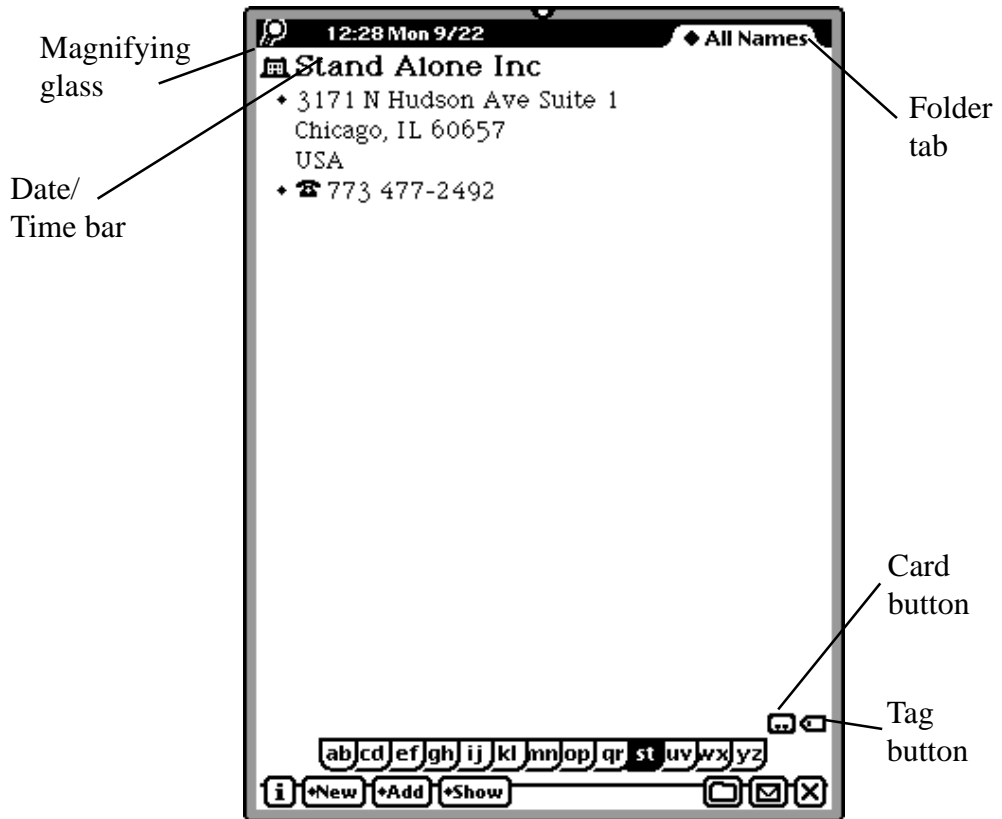 Magnifying
glass
12:28 Mon 9/22
All Names
Folder
tab
Stand Alone Inc
3171 N Hudson Ave Suite 1
Chicago, IL 60657
USA
773 477-2492
Date/
Time bar
Card
button
Tag
button
ab cd ef gh ij kl mn op qr st uv wx yz
i New Add Show